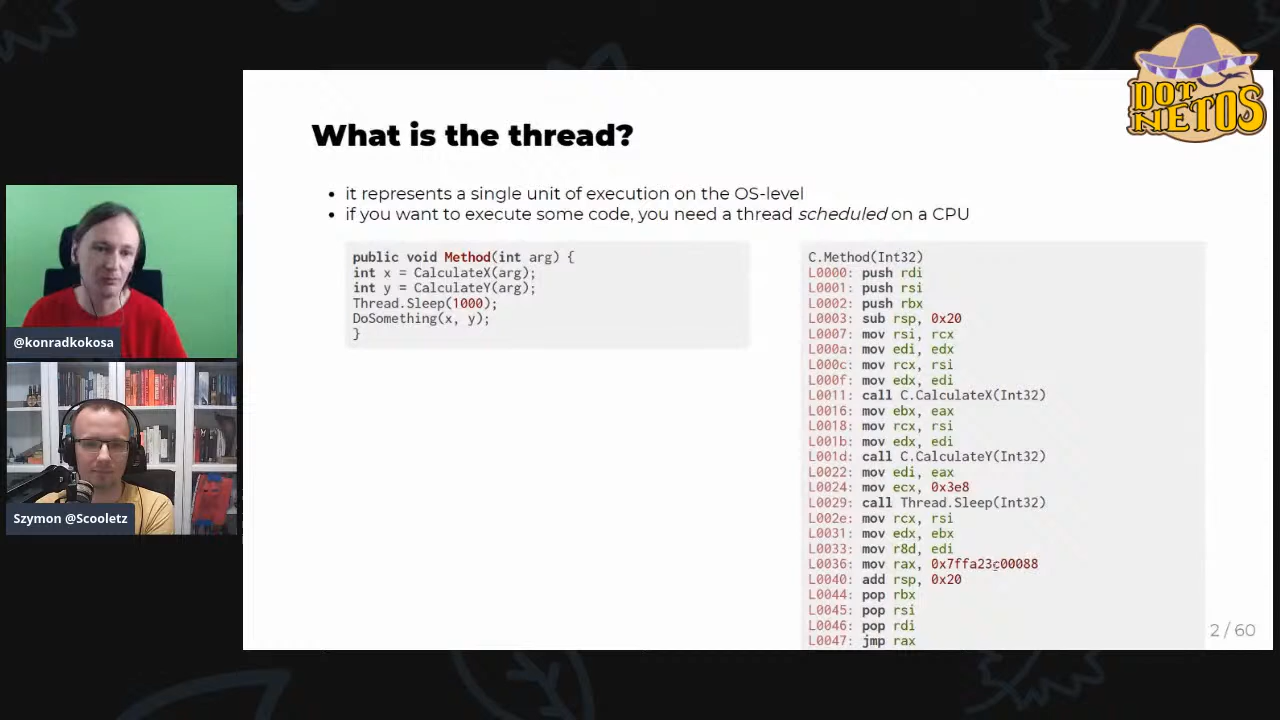 DOT
NETOS
What is the thread?
it represents a single unit of execution on the OS-level
if you want to execute some code, you need a thread scheduled on a CPU
public void Method(int arg) {
int x = CalculateX(arg);
int y = CalculateY(arg);
Thread.Sleep(1000);
DoSomething(x, y);
}
C.Method(Int32)
L0000: push rdi
L0001: push rsi
L0002: push rbx
L0003: sub rsp, 0x20
L0007: mov rsi, rcx
L000a: mov edi, edx
L000c: mov rcx, rsi
L000f: mov edx, edi
L0011: call C.CalculateX(Int32)
L0016: mov ebx, eax
L0018: mov rcx, rsi
L001b: mov edx, edi
L001d: call C.CalculateY(Int32)
L0022: mov edi, eax
L0024: mov ecx, 0x3e8
L0029: call Thread.Sleep(Int32)
L002e: mov rcx, rsi
L0031: mov edx, ebx
L0033: mov r8d, edi
L0036: mov rax, 0x7ffa23c00088
L0040: add rsp, 0x20
L0044: pop rbx
L0045: pop rsi
L0046: pop rdi
L0047: jmp rax
2 / 60
@konradkokosa
Szymon @Scooletz